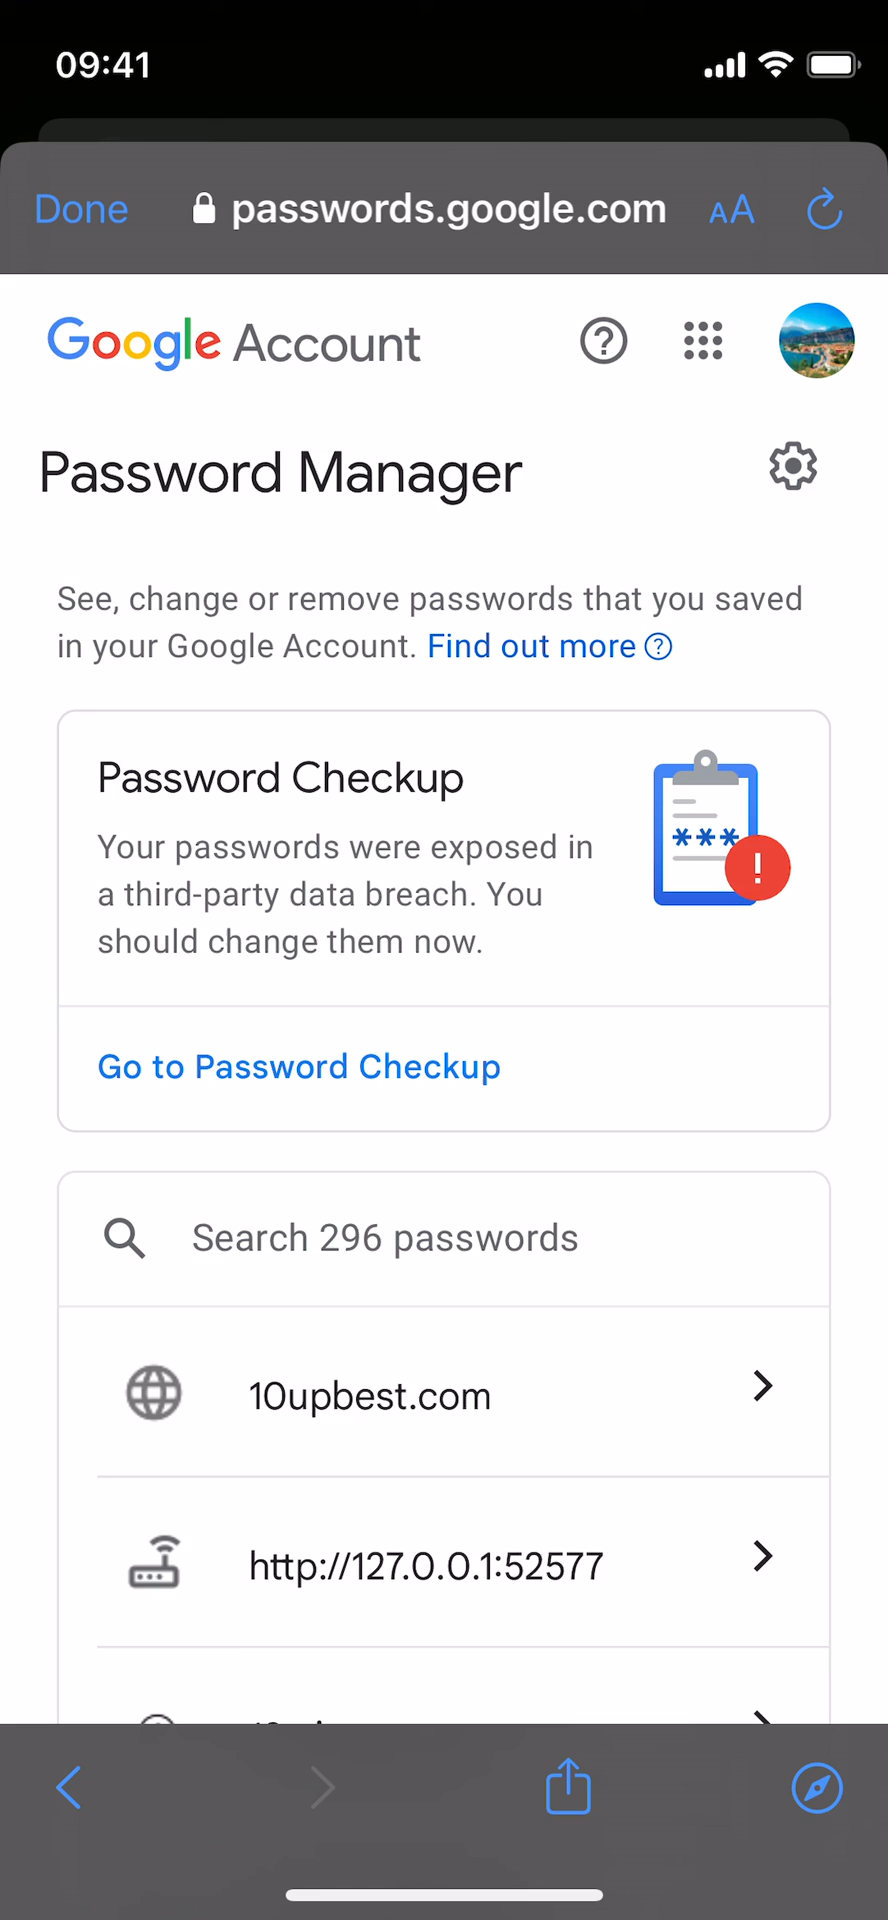 09:41
Done passwords.google.com AA
Google Account
Password Manager
See, change or remove passwords that you saved
in your Google Account. Find out more
Password Checkup
Your passwords were exposed in
a third-party data breach. You
should change them now.
***
!
Go to Password Checkup
Search 296 passwords
10upbest.com
http://127.0.0.1:52577